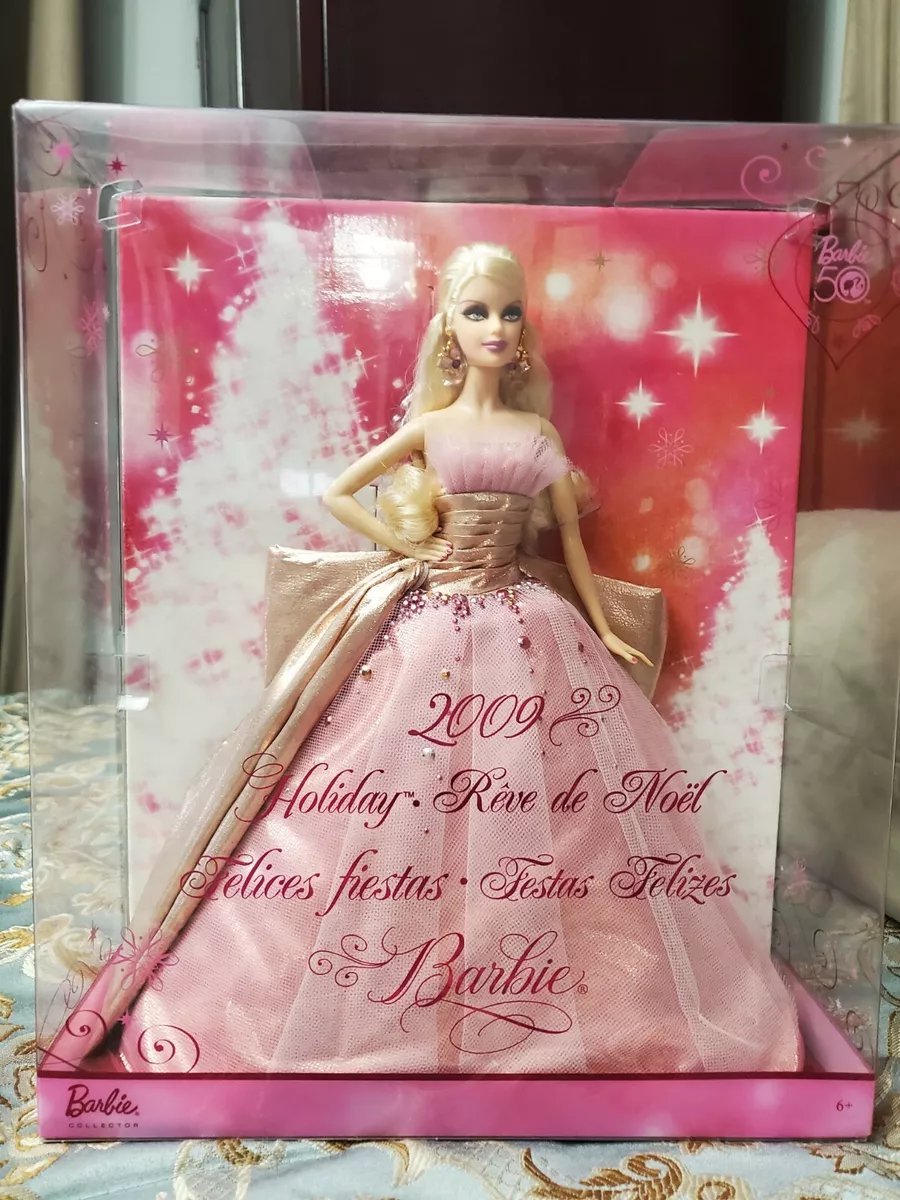 Barbie
50
2009
Holiday™ • Rêve de Noël
Felices fiestas • Festas Felizes
Barbie®
Barbie®
COLLECTOR
6+